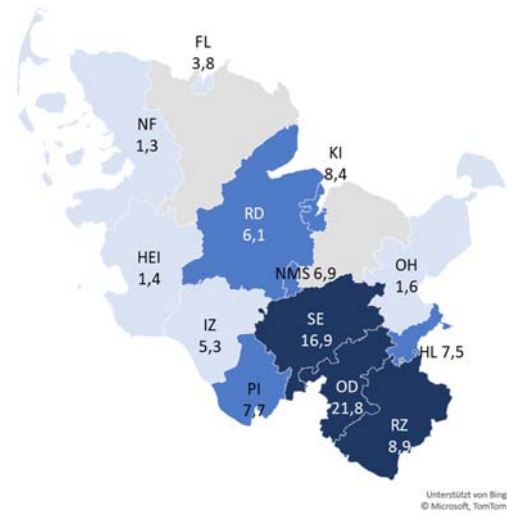 FL
3,8
NF
1,3
KI
8,4
RD
6,1
HEI
1,4
NMS 6,9
OH
1,6
IZ
5,3
SE
16,9
HL 7,5
PI
7,7
OD
21,8
RZ
8,9
Unterstützt von Bing
© Microsoft, TomTom